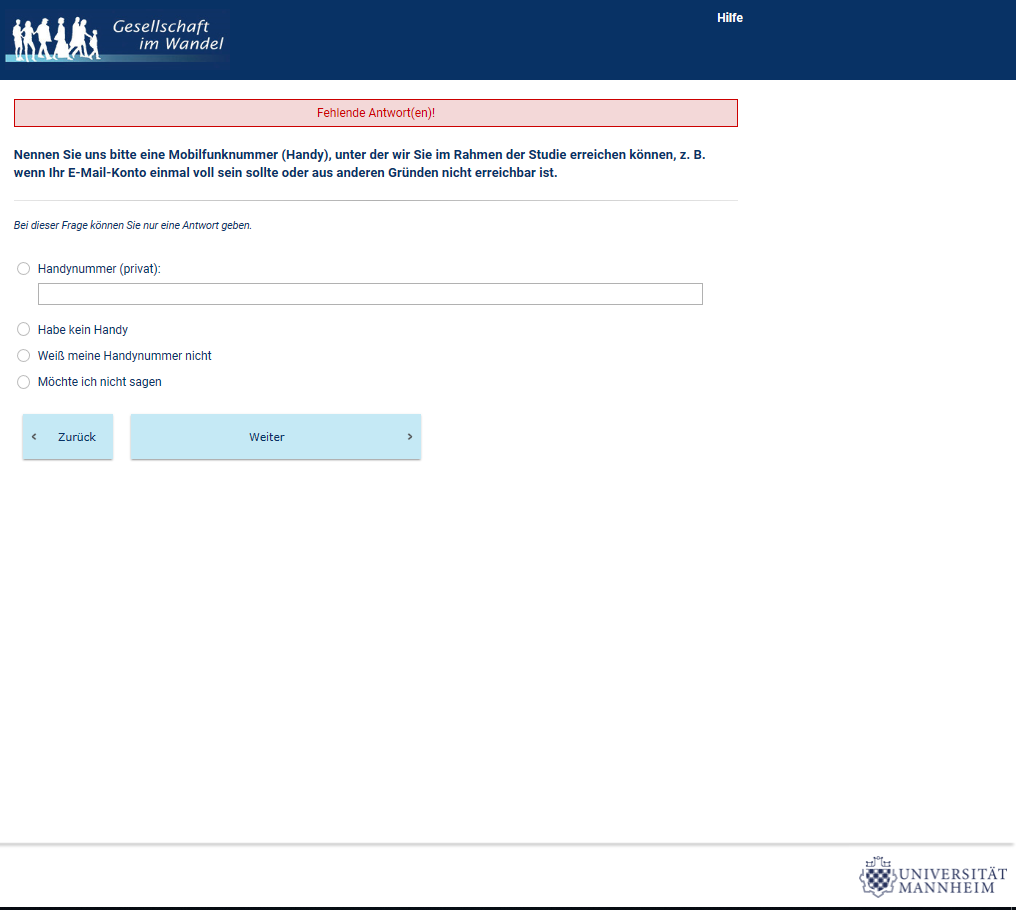 Gesellschaft
im Wandel
Hilfe
Fehlende Antwort(en)!
Nennen Sie uns bitte eine Mobilfunknummer (Handy), unter der wir Sie im Rahmen der Studie erreichen können, z. B.
wenn Ihr E-Mail-Konto einmal voll sein sollte oder aus anderen Gründen nicht erreichbar ist.
Bei dieser Frage können Sie nur eine Antwort geben.
Handynummer (privat):
Habe kein Handy
Weiß meine Handynummer nicht
Möchte ich nicht sagen
Zurück
Weiter
UNIVERSITÄT
MANNHEIM